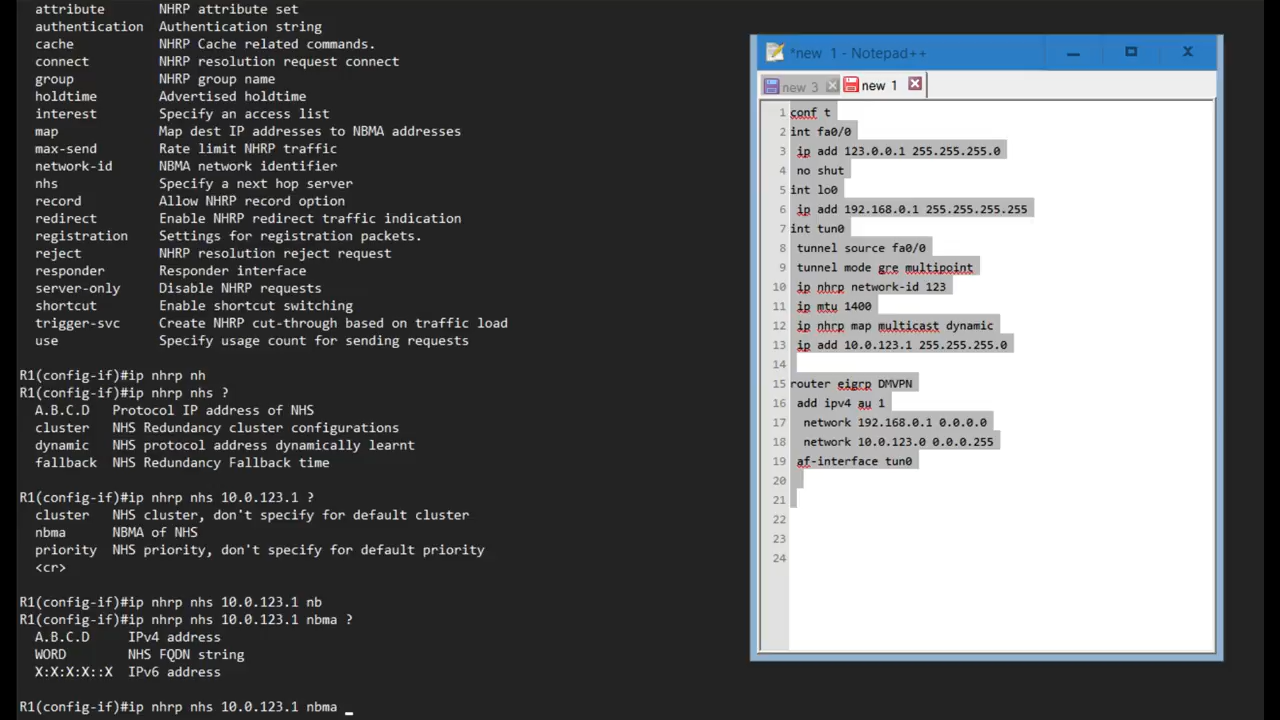 attribute NHRP attribute set
authentication Authentication string
cache NHRP Cache related commands.
connect NHRP resolution request connect
group NHRP group name
holdtime Advertised holdtime
interest Specify an access list
map Map dest IP addresses to NBMA addresses
max-send Rate limit NHRP traffic
network-id NBMA network identifier
nhs Specify a next hop server
record Allow NHRP record option
redirect Enable NHRP redirect traffic indication
registration Settings for registration packets.
reject NHRP resolution reject request
responder Responder interface
server-only Disable NHRP requests
shortcut Enable shortcut switching
trigger-svc Create NHRP cut-through based on traffic load
use Specify usage count for sending requests
R1(config-if)#ip nhrp nh
R1(config-if)#ip nhrp nhs ?
A.B.C.D Protocol IP address of NHS
cluster NHS Redundancy cluster configurations
dynamic NHS protocol address dynamically learnt
fallback NHS Redundancy Fallback time
R1(config-if)#ip nhrp nhs 10.0.123.1 ?
cluster NHS cluster, don't specify for default cluster
nbma NBMA of NHS
priority NHS priority, don't specify for default priority
<cr>
R1(config-if)#ip nhrp nhs 10.0.123.1 nb
R1(config-if)#ip nhrp nhs 10.0.123.1 nbma ?
A.B.C.D IPv4 address
WORD NHS FQDN string
X:X:X:X::X IPv6 address
R1(config-if)#ip nhrp nhs 10.0.123.1 nbma _
*new 1 - Notepad++
new 3 new 1
1 conf t
2 int fa0/0
3 ip add 123.0.0.1 255.255.255.0
4 no shut
5 int lo0
6 ip add 192.168.0.1 255.255.255.255
7 int tun0
8 tunnel source fa0/0
9 tunnel mode gre multipoint
10 ip nhrp network-id 123
11 ip mtu 1400
12 ip nhrp map multicast dynamic
13 ip add 10.0.123.1 255.255.255.0
14
15 router eigrp DMVPN
16 add ipv4 au 1
17 network 192.168.0.1 0.0.0.0
18 network 10.0.123.0 0.0.0.255
19 af-interface tun0
20
21
22
23
24